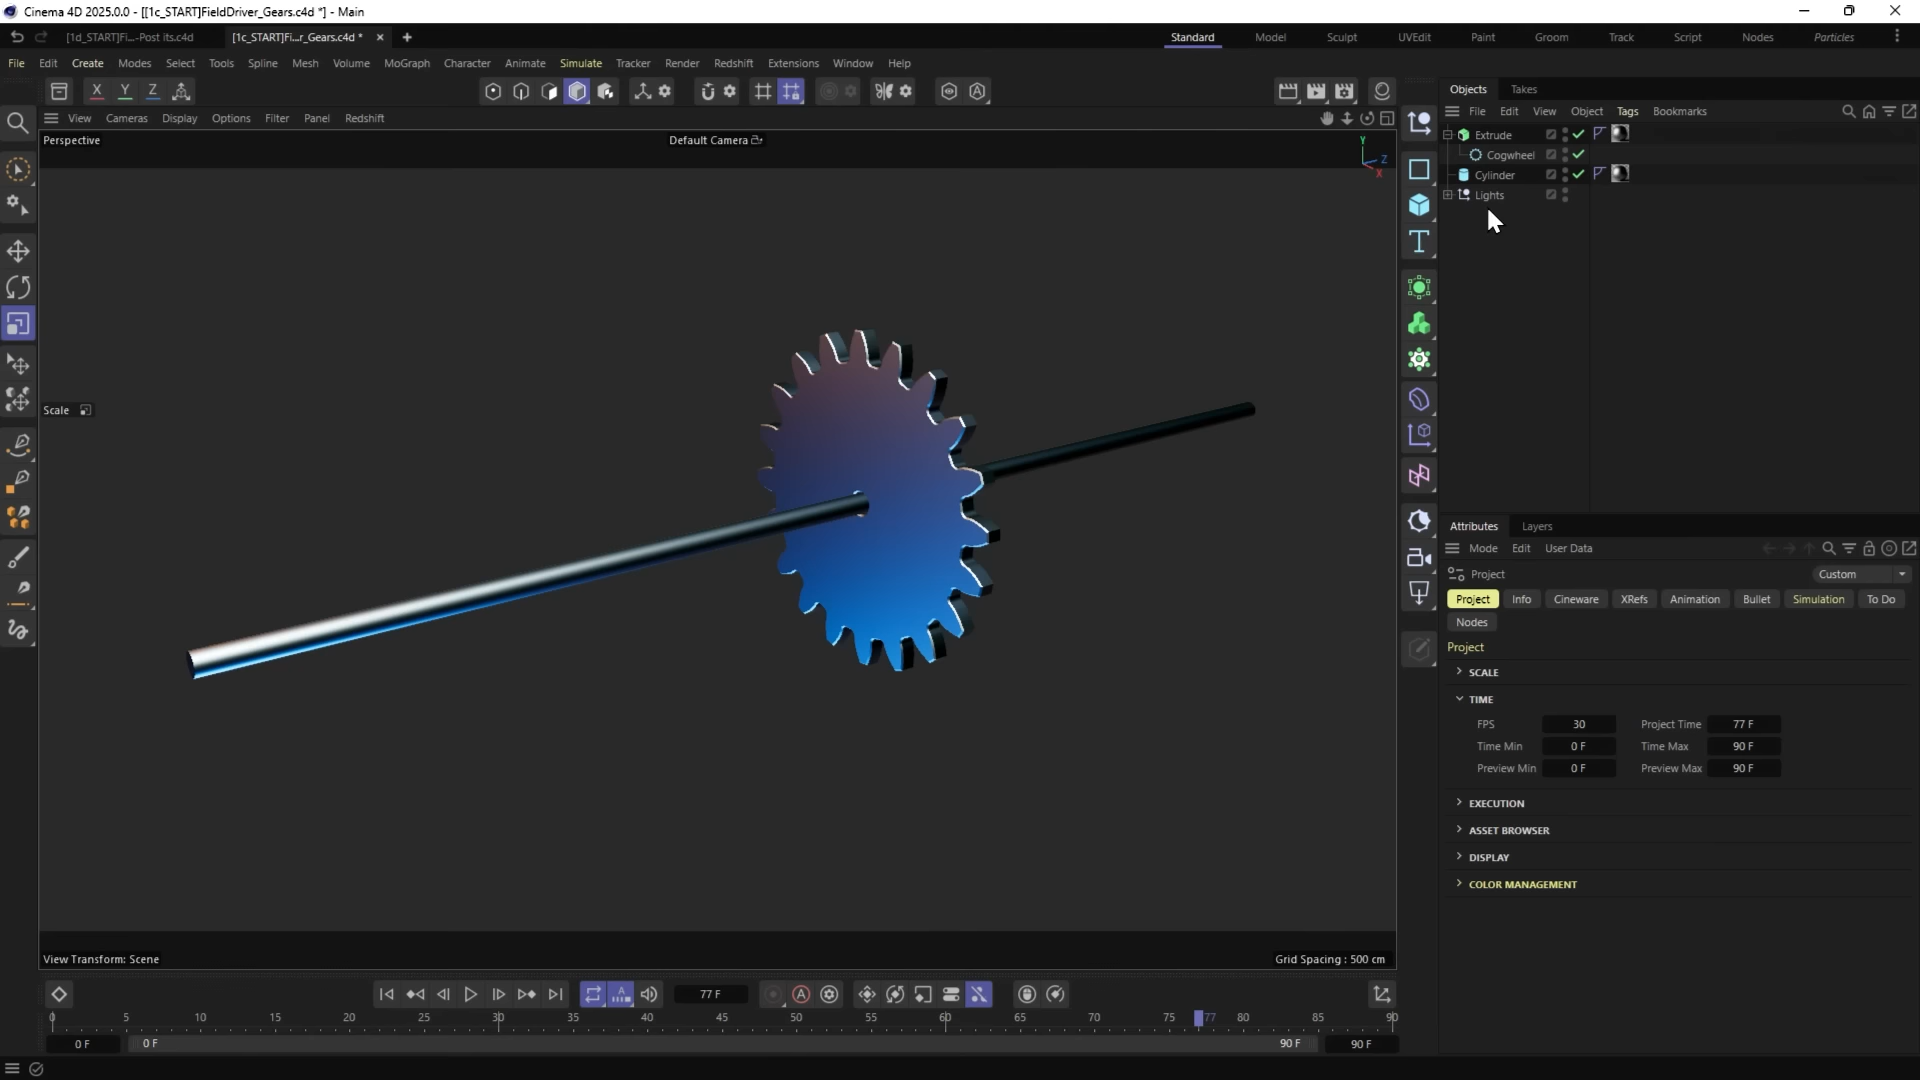 Cinema 4D 2025.0.0 - [[1c_START]FieldDriver_Gears.c4d *] - Main
[1d_START]Fi...-Post its.c4d
[1c_START]Fi...r_Gears.c4d *
Standard Model Sculpt UVEdit Paint Groom Track Script Nodes Particles
File Edit Create Modes Select Tools Spline Mesh Volume MoGraph Character Animate Simulate Tracker Render Redshift Extensions Window Help
X Y Z
Objects Takes
File Edit View Object Tags Bookmarks
View Cameras Display Options Filter Panel Redshift
Perspective
Default Camera
Y
Z
X
Extrude
Cogwheel
Cylinder
Lights
Scale
Attributes Layers
Mode Edit User Data
Project
Custom
Project Info Cineware XRefs Animation Bullet Simulation To Do
Nodes
Project
SCALE
TIME
FPS 30 Project Time 77 F
Time Min 0 F Time Max 90 F
Preview Min 0 F Preview Max 90 F
EXECUTION
ASSET BROWSER
DISPLAY
COLOR MANAGEMENT
View Transform: Scene
Grid Spacing : 500 cm
77 F
0 5 10 15 20 25 30 35 40 45 50 55 60 65 70 75 77 80 85 90
0 F 0 F 90 F 90 F